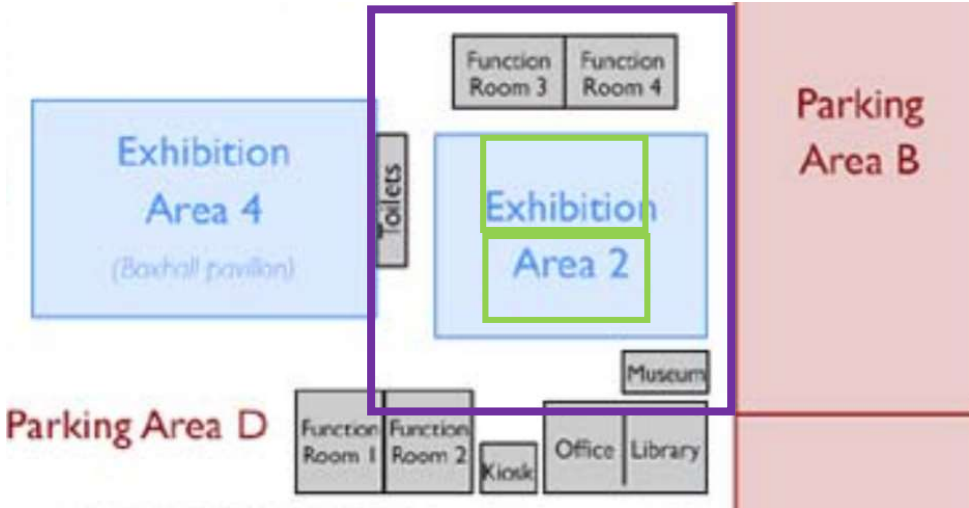 Function
Room 3
Function
Room 4
Parking
Area B
Exhibition
Area 4
(Boxhall pavilion)
Toilets
Exhibition
Area 2
Museum
Parking Area D
Function
Room 1
Function
Room 2
Kiosk
Office
Library